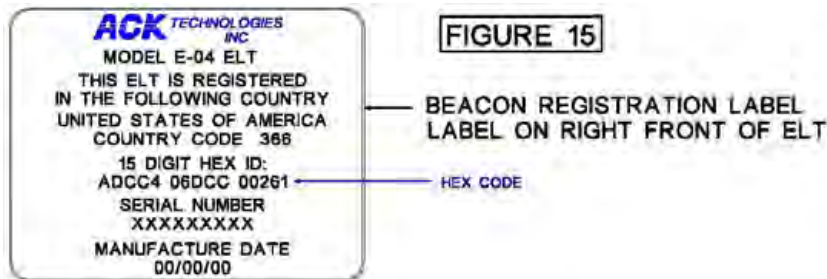 ACK TECHNOLOGIES
INC
MODEL E-04 ELT
THIS ELT IS REGISTERED
IN THE FOLLOWING COUNTRY
UNITED STATES OF AMERICA
COUNTRY CODE 366
15 DIGIT HEX ID:
ADCC4 06DCC 00261
SERIAL NUMBER
XXXXXXXXX
MANUFACTURE DATE
00/00/00
FIGURE 15
BEACON REGISTRATION LABEL
LABEL ON RIGHT FRONT OF ELT
HEX CODE